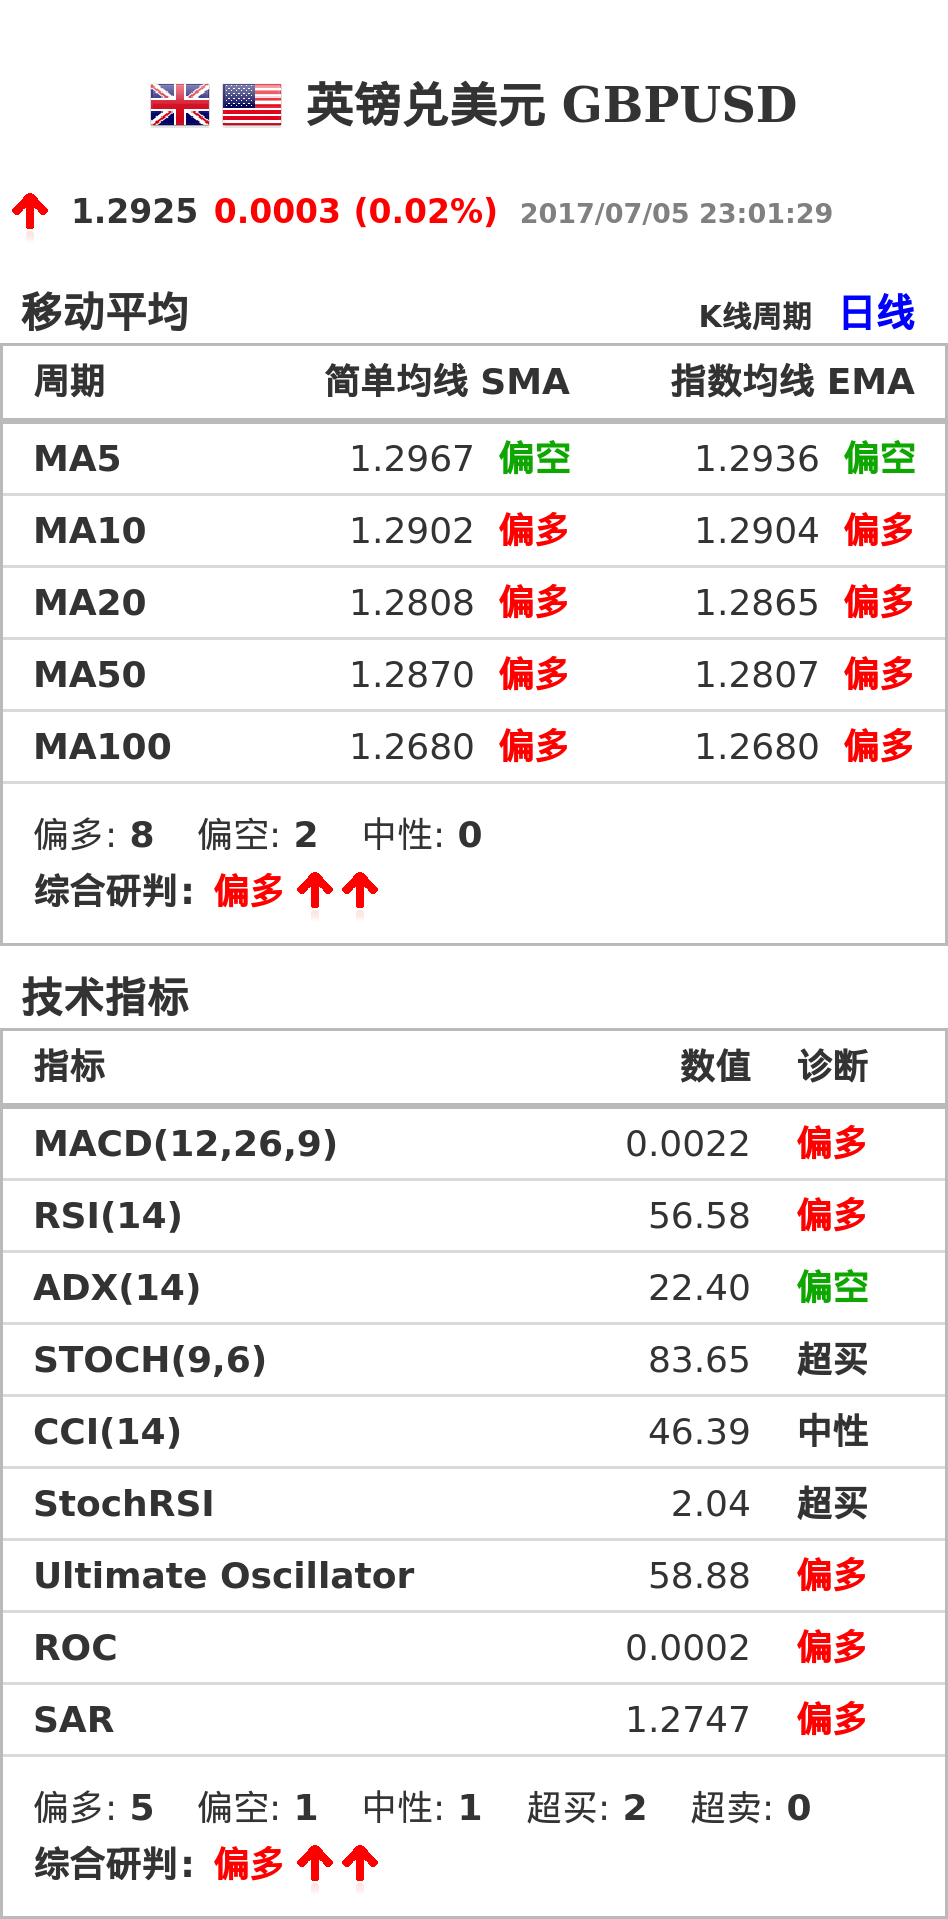 英镑兑美元 GBPUSD
1.2925 0.0003 (0.02%) 2017/07/05 23:01:29
移动平均 K线周期 日线
周期 简单均线 SMA 指数均线 EMA
MA5 1.2967 偏空 1.2936 偏空
MA10 1.2902 偏多 1.2904 偏多
MA20 1.2808 偏多 1.2865 偏多
MA50 1.2870 偏多 1.2807 偏多
MA100 1.2680 偏多 1.2680 偏多
偏多: 8 偏空: 2 中性: 0
综合研判: 偏多
技术指标
指标 数值 诊断
MACD(12,26,9) 0.0022 偏多
RSI(14) 56.58 偏多
ADX(14) 22.40 偏空
STOCH(9,6) 83.65 超买
CCI(14) 46.39 中性
StochRSI 2.04 超买
Ultimate Oscillator 58.88 偏多
ROC 0.0002 偏多
SAR 1.2747 偏多
偏多: 5 偏空: 1 中性: 1 超买: 2 超卖: 0
综合研判: 偏多